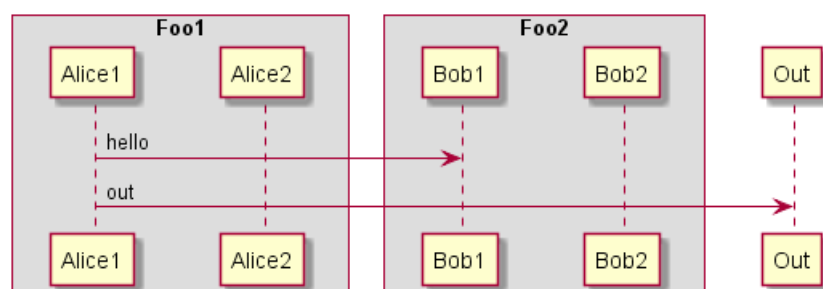 Foo1 Foo2
Alice1 Alice2 Bob1 Bob2 Out
hello
out
Alice1 Alice2 Bob1 Bob2 Out